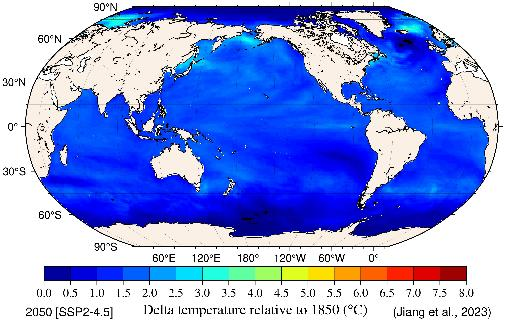 90°N
60°N
30°N
0°
30°S
60°S
90°S
60°E 120°E 180° 120°W 60°W 0°
0.0 0.5 1.0 1.5 2.0 2.5 3.0 3.5 4.0 4.5 5.0 5.5 6.0 6.5 7.0 7.5 8.0
2050 [SSP2-4.5] Delta temperature relative to 1850 (°C) (Jiang et al., 2023)